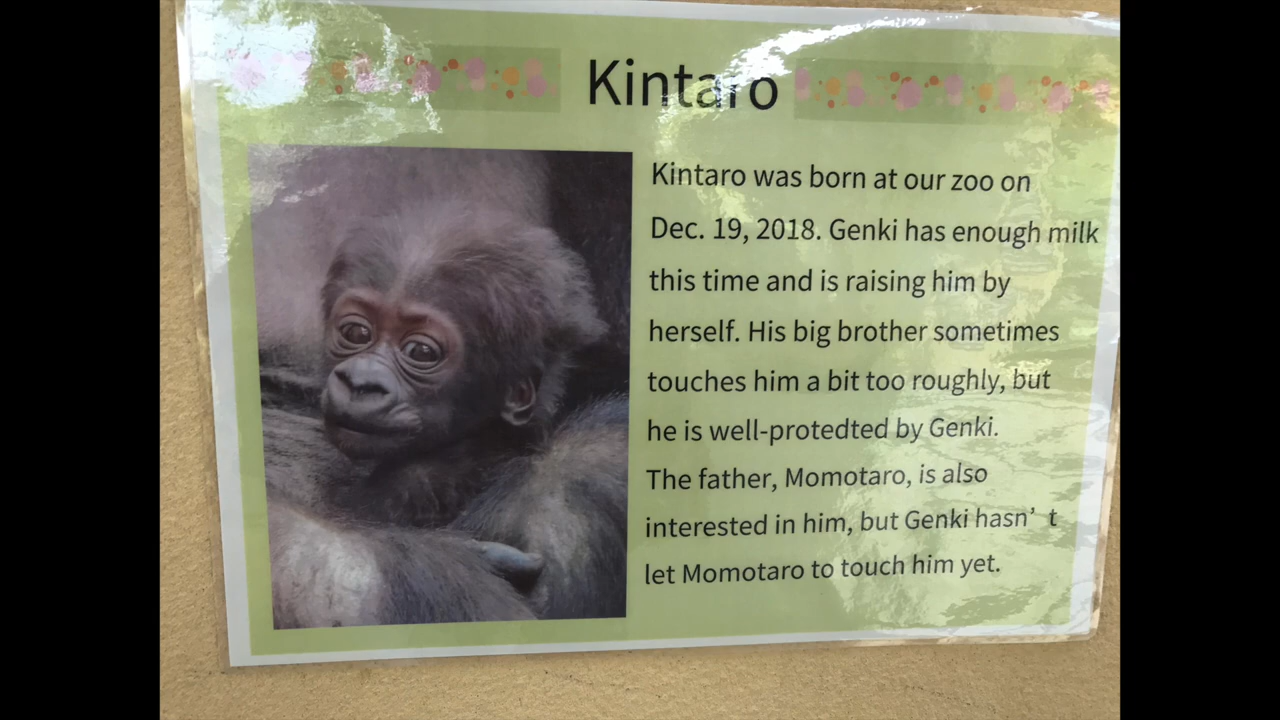 Kintaro
Kintaro was born at our zoo on
Dec. 19, 2018. Genki has enough milk
this time and is raising him by
herself. His big brother sometimes
touches him a bit too roughly, but
he is well-protedted by Genki.
The father, Momotaro, is also
interested in him, but Genki hasn’t
let Momotaro to touch him yet.